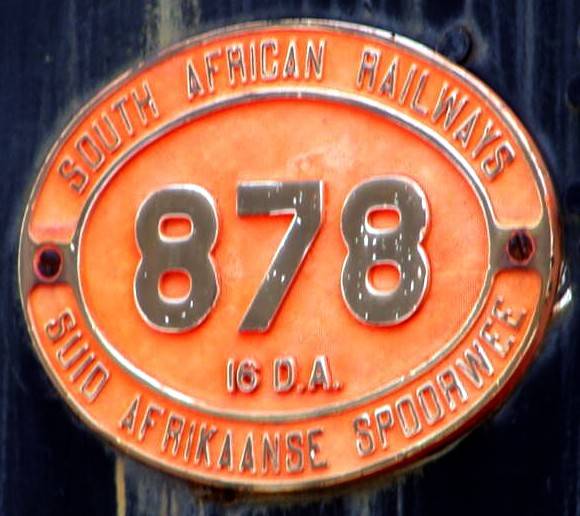 SOUTH AFRICAN RAILWAYS
878
16 D.A.
SUID AFRIKAANSE SPOORWEE